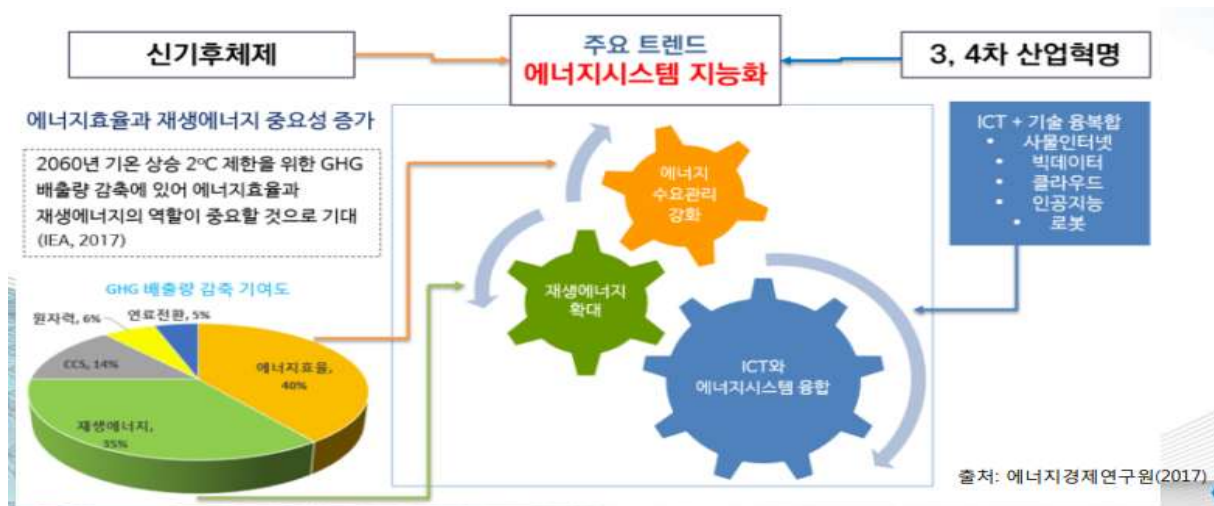 신기후체제
주요 트렌드
에너지시스템 지능화
3, 4차 산업혁명
에너지효율과 재생에너지 중요성 증가
2060년 기온 상승 2℃ 제한을 위한 GHG
배출량 감축에 있어 에너지효율과
재생에너지의 역할이 중요할 것으로 기대
(IEA, 2017)
GHG 배출량 감축 기여도
원자력, 6%
연료전환, 5%
CCS, 14%
에너지효율,
40%
재생에너지,
35%
에너지
수요관리
강화
재생에너지
확대
ICT와
에너지시스템 융합
ICT + 기술 융복합
• 사물인터넷
• 빅데이터
• 클라우드
• 인공지능
• 로봇
출처: 에너지경제연구원(2017)